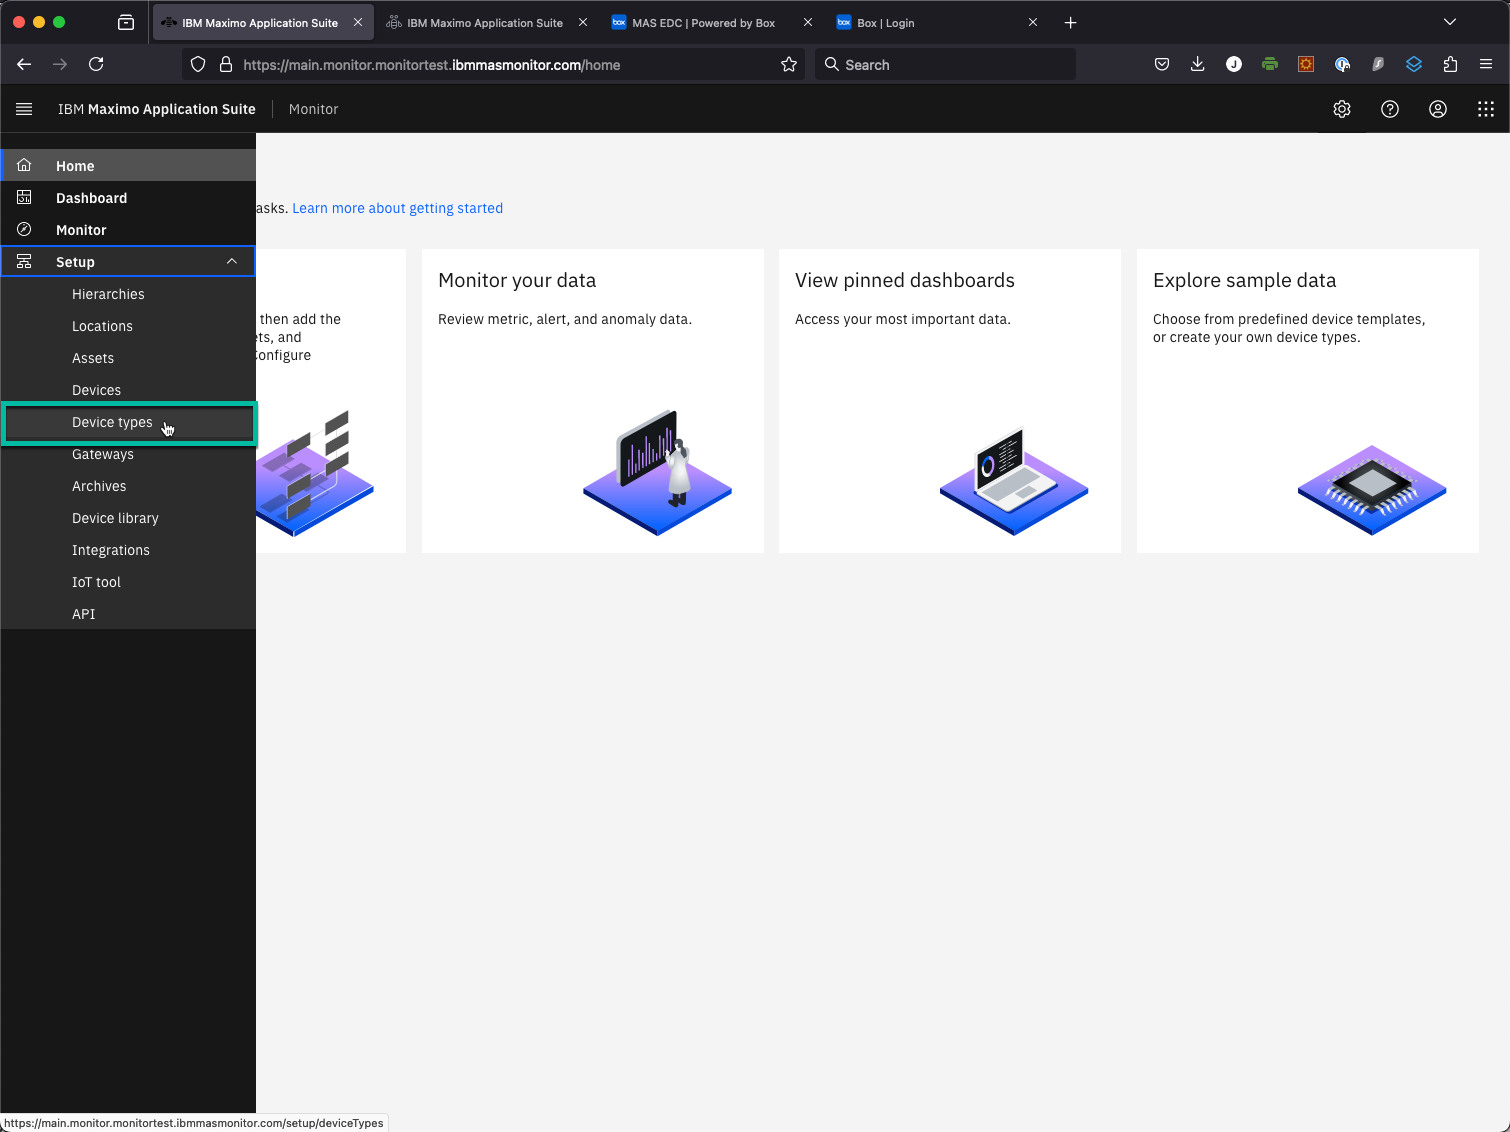 IBM Maximo Application Suite
IBM Maximo Application Suite
box
MAS EDC | Powered by Box
box
Box | Login
https://main.monitor.monitortest.ibmmasmonitor.com/home
Search
J
IBM Maximo Application Suite
Monitor
Home
Dashboard
Monitor
Setup
Hierarchies
Locations
Assets
Devices
Device types
Gateways
Archives
Device library
Integrations
IoT tool
API
asks. Learn more about getting started
then add the
ets, and
Configure
Monitor your data
Review metric, alert, and anomaly data.
View pinned dashboards
Access your most important data.
Explore sample data
Choose from predefined device templates,
or create your own device types.
https://main.monitor.monitortest.ibmmasmonitor.com/setup/deviceTypes